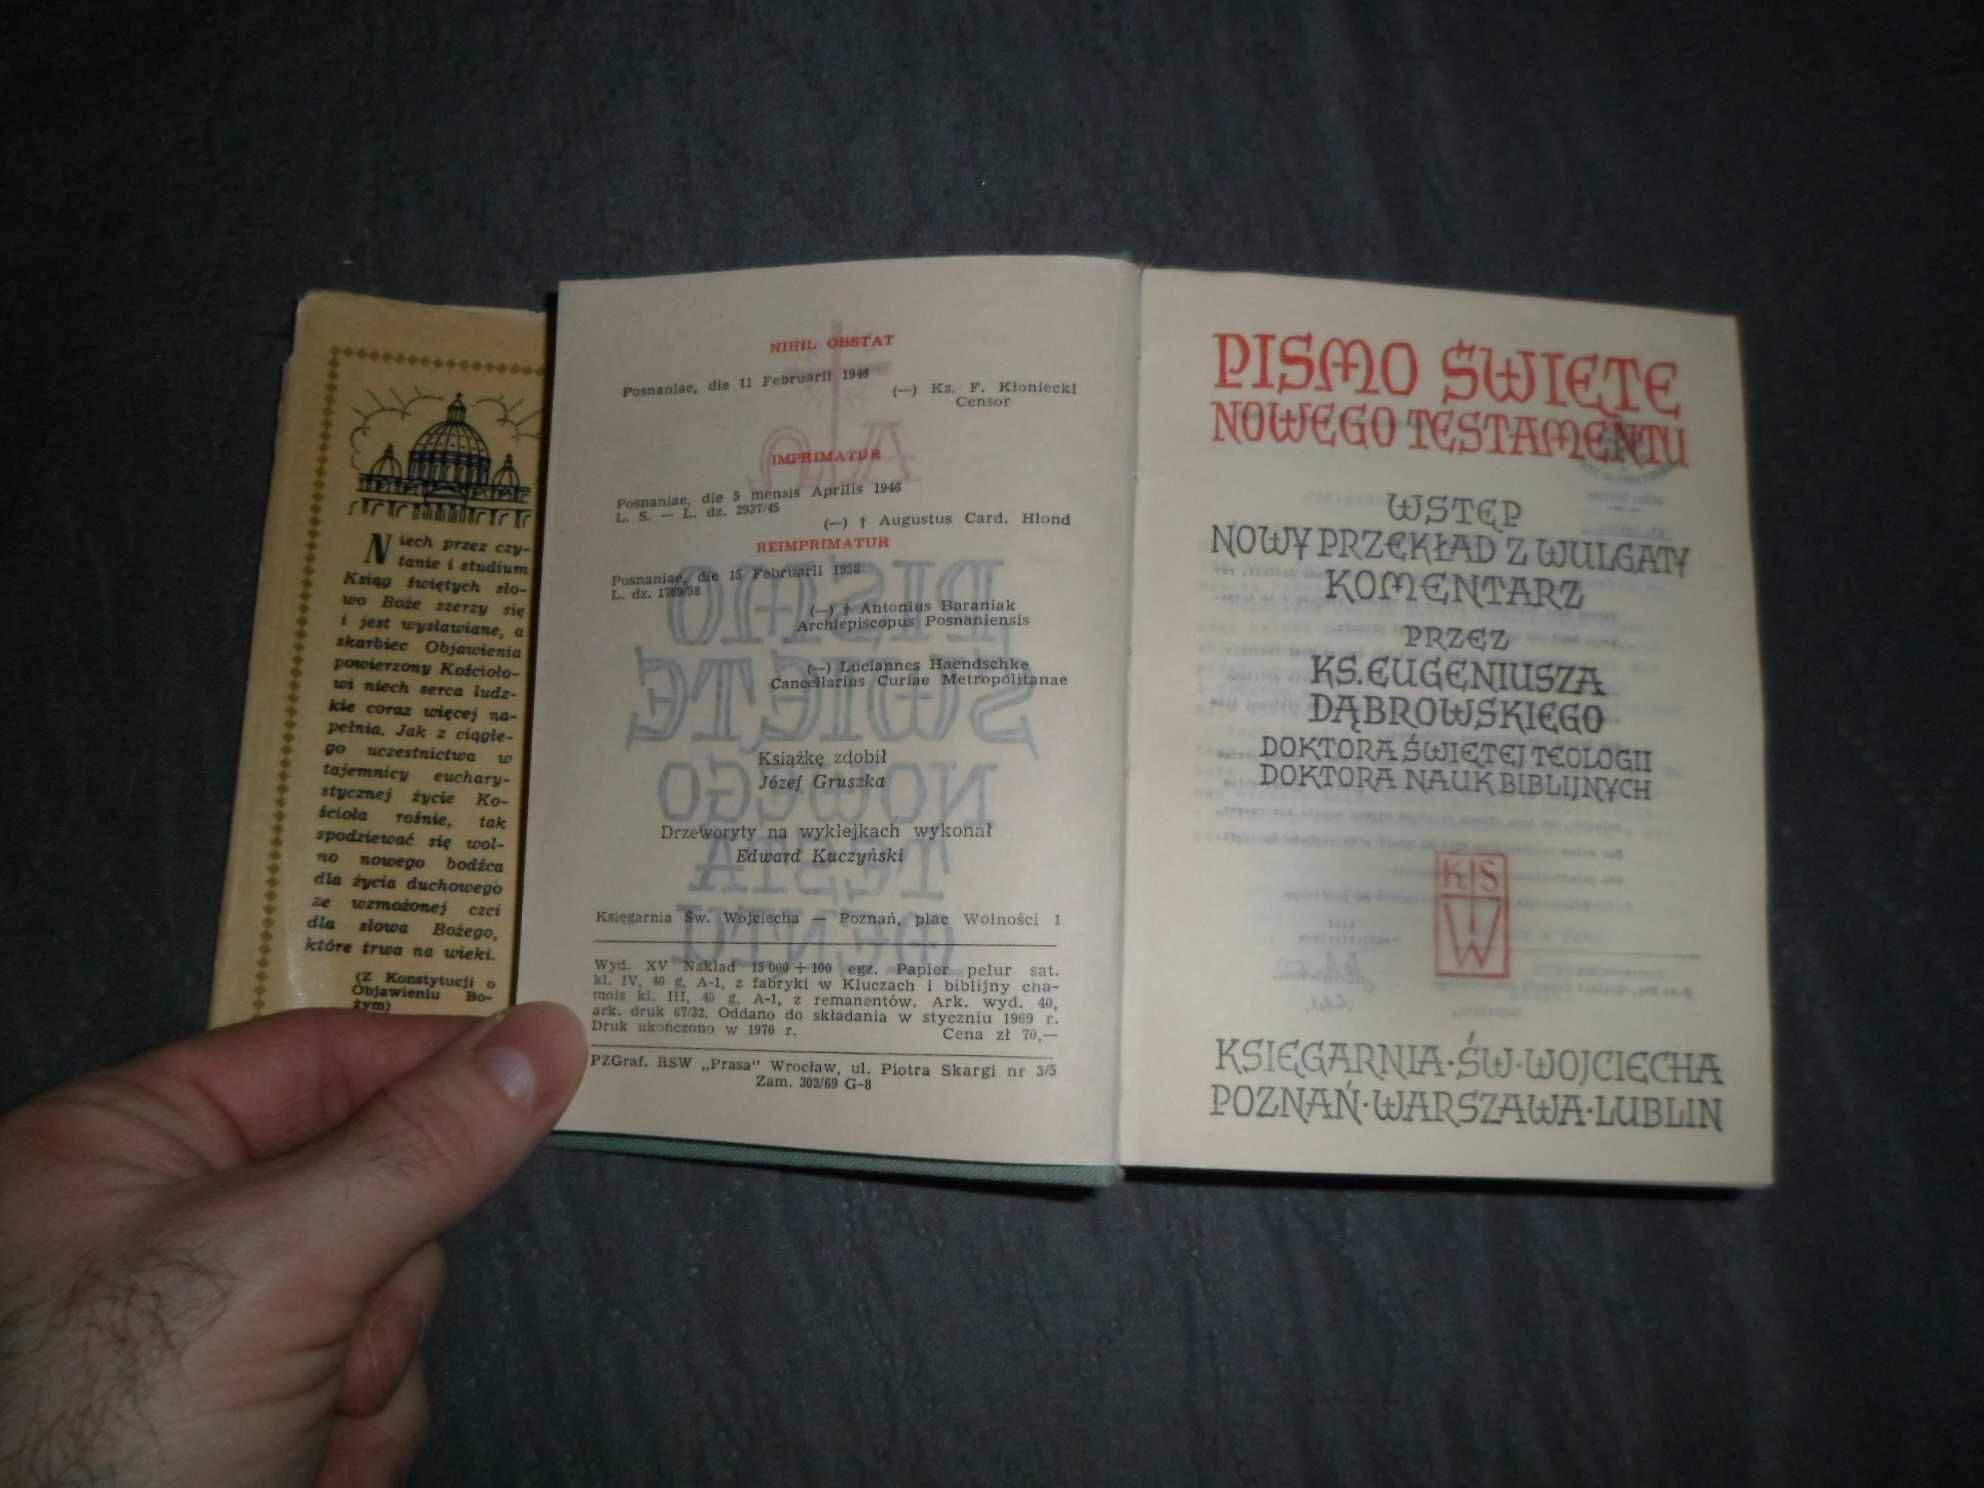 Niech przez czy-
tanie i studium
Ksiąg świętych sło-
wo Boże szerzy się
i jest wysławiane, a
skarbiec Objawienia
powierzony Kościoło-
wi niech serca ludz-
kie coraz więcej na-
pełnia. Jak z ciągłe-
go uczestnictwa w
tajemnicy euchary-
stycznej życie Ko-
ścioła rośnie, tak
spodziewać się wol-
no nowego bodźca
dla życia duchowego
ze wzmożonej czci
dla słowa Bożego,
które trwa na wieki.
(Z Konstytucji o
Objawieniu Bo-
żym)
NIHIL OBSTAT
Posnaniae, die 11 Februarii 1946
(—) Ks. F. Kłoniecki
Censor
IMPRIMATUR
Posnaniae, die 5 mensis Aprilis 1946
L. S. — L. dz. 2937/45
(—) † Augustus Card. Hlond
REIMPRIMATUR
Posnaniae, die 15 Februarii 1958
L. dz. 1789/58
(—) † Antonius Baraniak
Archiepiscopus Posnaniensis
(—) Luciannes Haendschke
Cancellarius Curiae Metropolitanae
Książkę zdobił
Józef Gruszka
Drzeworyty na wyklejkach wykonał
Edward Kuczyński
Księgarnia Św. Wojciecha — Poznań, plac Wolności 1
Wyd. XV Nakład 15 000 + 100 egz. Papier pelur sat.
kl. IV, 40 g. A-1, z fabryki w Kluczach i biblijny cha-
mois kl. III, 40 g. A-1, z remanentów. Ark. wyd. 40,
ark. druk 67/32. Oddano do składania w styczniu 1969 r.
Druk ukończono w 1970 r. Cena zł 70,—
PZGraf. RSW „Prasa" Wrocław, ul. Piotra Skargi nr 3/5
Zam. 302/69 G-8
PISMO ŚWIĘTE
NOWEGO TESTAMENTU
WSTĘP
NOWY PRZEKŁAD Z WULGATY
KOMENTARZ
PRZEZ
KS. EUGENIUSZA
DĄBROWSKIEGO
DOKTORA ŚWIĘTEJ TEOLOGII
DOKTORA NAUK BIBLIJNYCH
KS
W
KSIĘGARNIA · ŚW · WOJCIECHA
POZNAŃ · WARSZAWA · LUBLIN